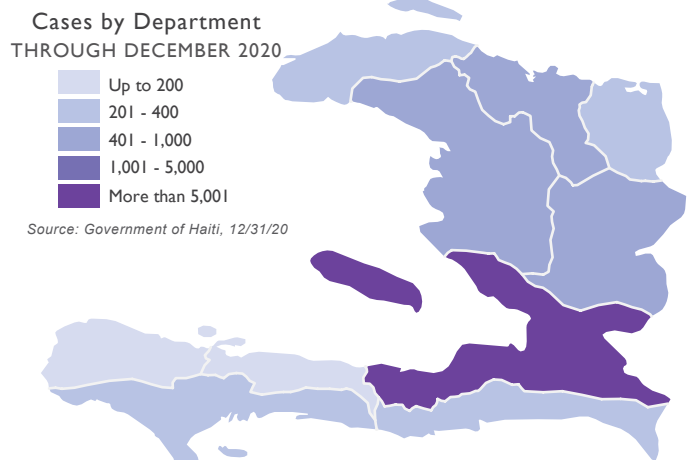 Cases by Department
THROUGH DECEMBER 2020
Up to 200
201 - 400
401 - 1,000
1,001 - 5,000
More than 5,001
Source: Government of Haiti, 12/31/20